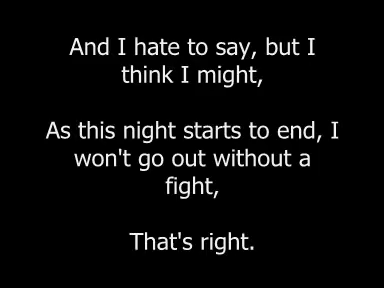 And I hate to say, but I
think I might,
As this night starts to end, I
won't go out without a
fight,
That's right.